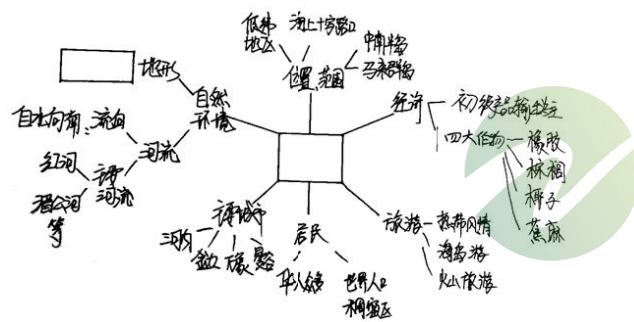 低纬
地区
海上十字路口
中南半岛
马来群岛
位置、范围
地形
自然
环境
自北向南
流向
河流
红河
湄公河
等
河流
经济
初级产品输出
四大作物
橡胶
棕榈
椰子
蕉麻
旅游
热带风情
海岛游
火山旅游
居民
华人众多
世界人口
稠密区
城市
河内